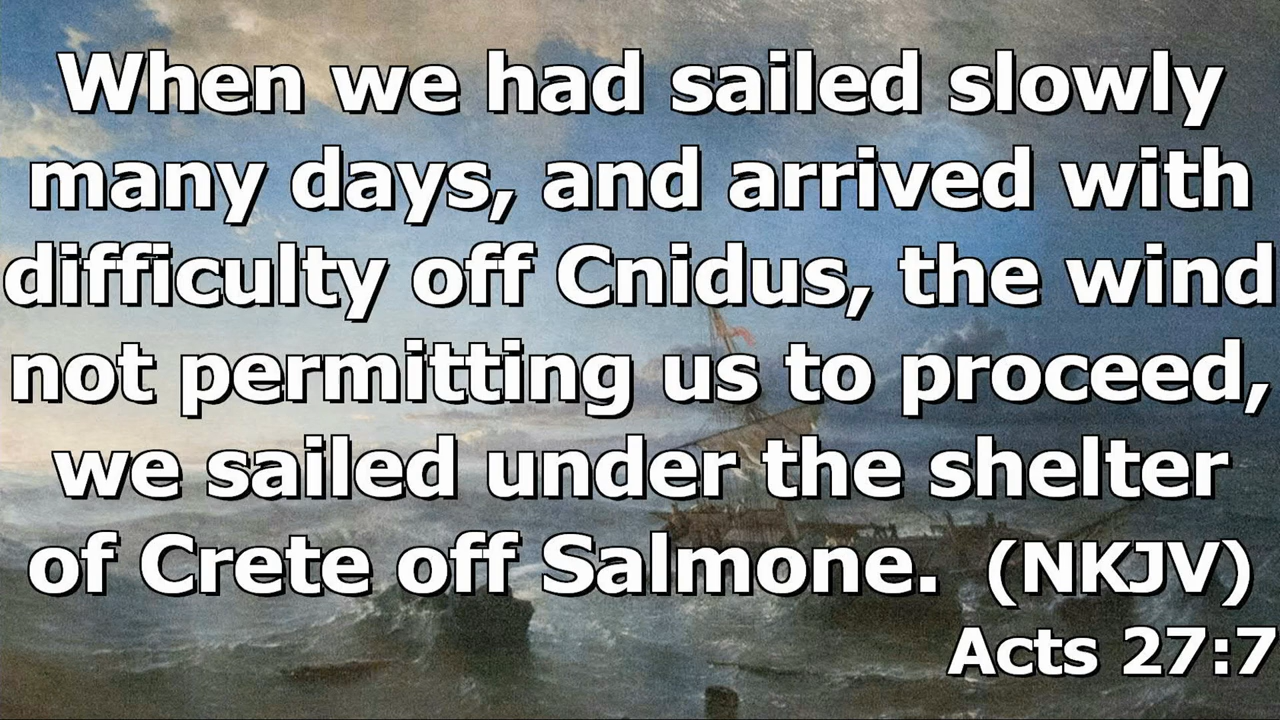 When we had sailed slowly
many days, and arrived with
difficulty off Cnidus, the wind
not permitting us to proceed,
we sailed under the shelter
of Crete off Salmone. (NKJV)
Acts 27:7